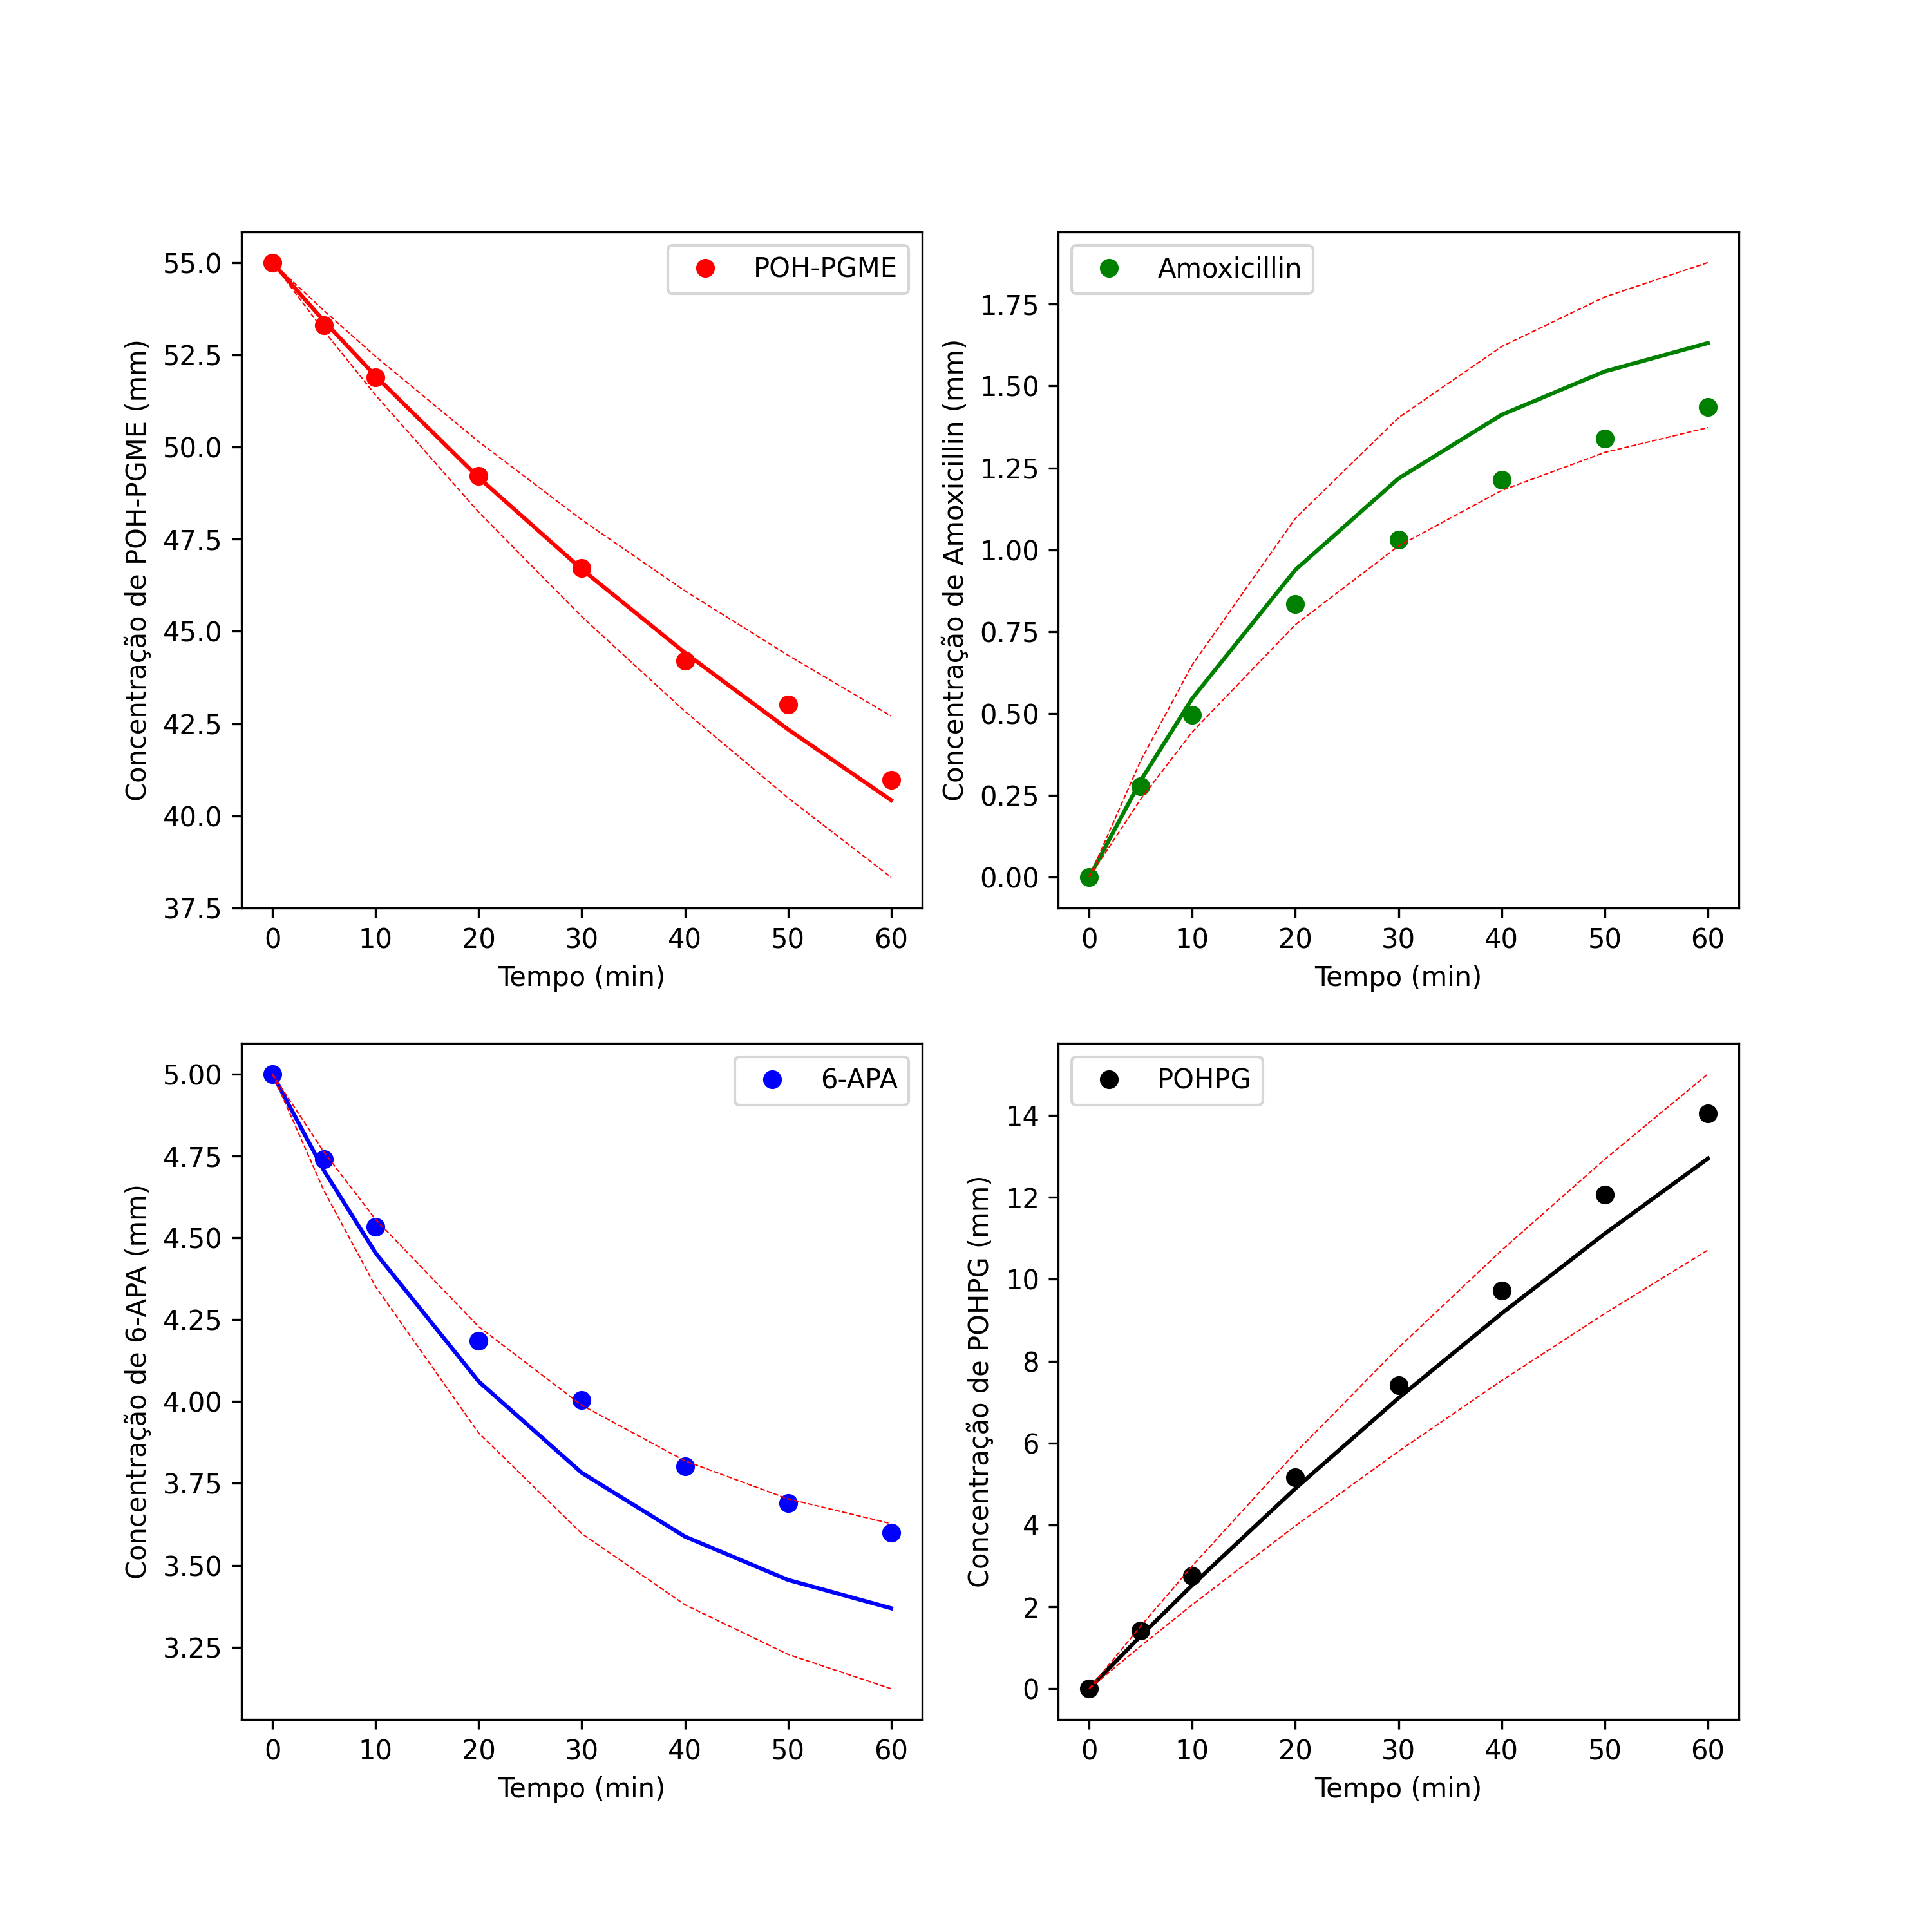 POH-PGME
Concentração de POH-PGME (mm)
55.0
52.5
50.0
47.5
45.0
42.5
40.0
37.5
0 10 20 30 40 50 60
Tempo (min)
Amoxicillin
Concentração de Amoxicillin (mm)
1.75
1.50
1.25
1.00
0.75
0.50
0.25
0.00
0 10 20 30 40 50 60
Tempo (min)
6-APA
Concentração de 6-APA (mm)
5.00
4.75
4.50
4.25
4.00
3.75
3.50
3.25
0 10 20 30 40 50 60
Tempo (min)
POHPG
Concentração de POHPG (mm)
14
12
10
8
6
4
2
0
0 10 20 30 40 50 60
Tempo (min)